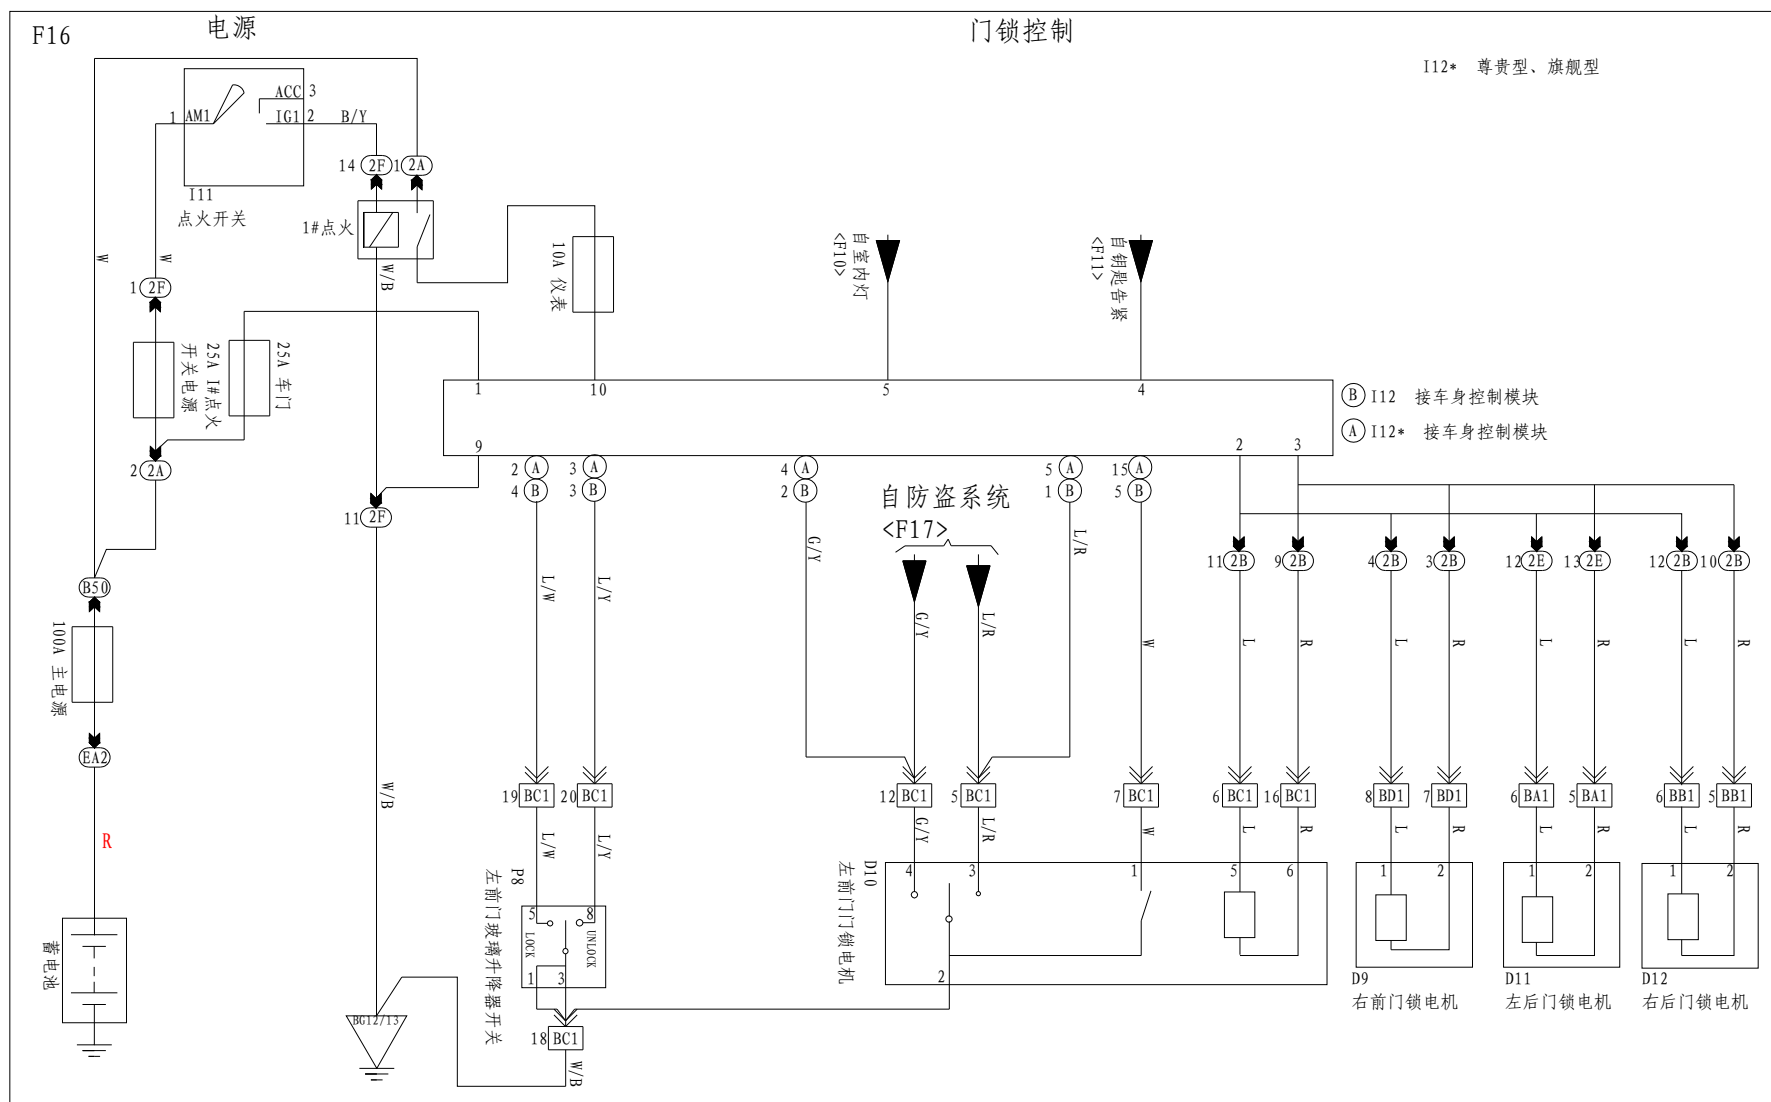 F16
电源
门锁控制
I12* 尊贵型、旗舰型
ACC 3
1 AM1
IG1 2
B/Y
I11
点火开关
14 2F
1 2A
1#点火
W
W
W/B
10A 仪表
自室内灯
<F10>
自钥匙告紧
<F11>
1 2F
25A I#点火
开关电源
25A 车门
1
10
5
4
B I12 接车身控制模块
A I12* 接车身控制模块
9
2
3
2 2A
2 A
4 B
3 A
3 B
4 A
2 B
5 A
1 B
15 A
5 B
自防盗系统
<F17>
11 2F
G/Y
L/R
11 2B
9 2B
4 2B
3 2B
12 2E
13 2E
12 2B
10 2B
B50
L/W
L/Y
G/Y
L/R
W
L
R
L
R
L
R
L
R
100A 主电源
EA2
W/B
19 BC1
20 BC1
12 BC1
5 BC1
7 BC1
6 BC1
16 BC1
8 BD1
7 BD1
6 BA1
5 BA1
6 BB1
5 BB1
R
L/W
L/Y
G/Y
L/R
W
L
R
L
R
L
R
L
R
P8
左前门玻璃升降器开关
5
8
LOCK
UNLOCK
1
3
D10
左前门门锁电机
4
3
1
5
6
2
1
2
1
2
1
2
蓄电池
D9
右前门锁电机
D11
左后门锁电机
D12
右后门锁电机
BG12/13
18 BC1
W/B